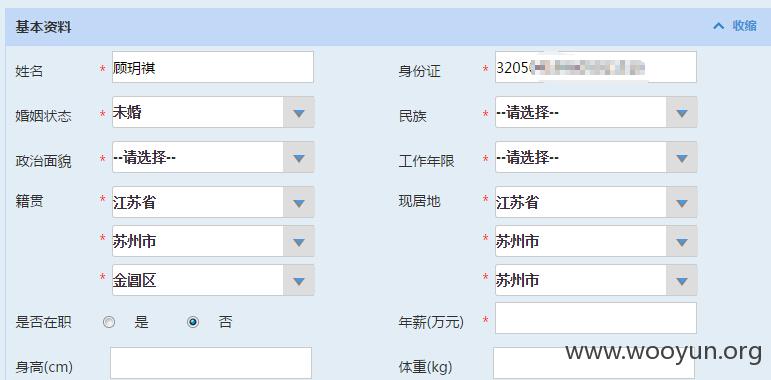 基本资料 收缩
姓名 * 顾玥祺 身份证 * 3205
婚姻状态 * 未婚 民族 * --请选择--
政治面貌 * --请选择-- 工作年限 * --请选择--
籍贯 * 江苏省 现居地 * 江苏省
* 苏州市 * 苏州市
* 金阊区 * 苏州市
是否在职 是 否 年薪(万元) *
身高(cm) 体重(kg)
www.wooyun.org